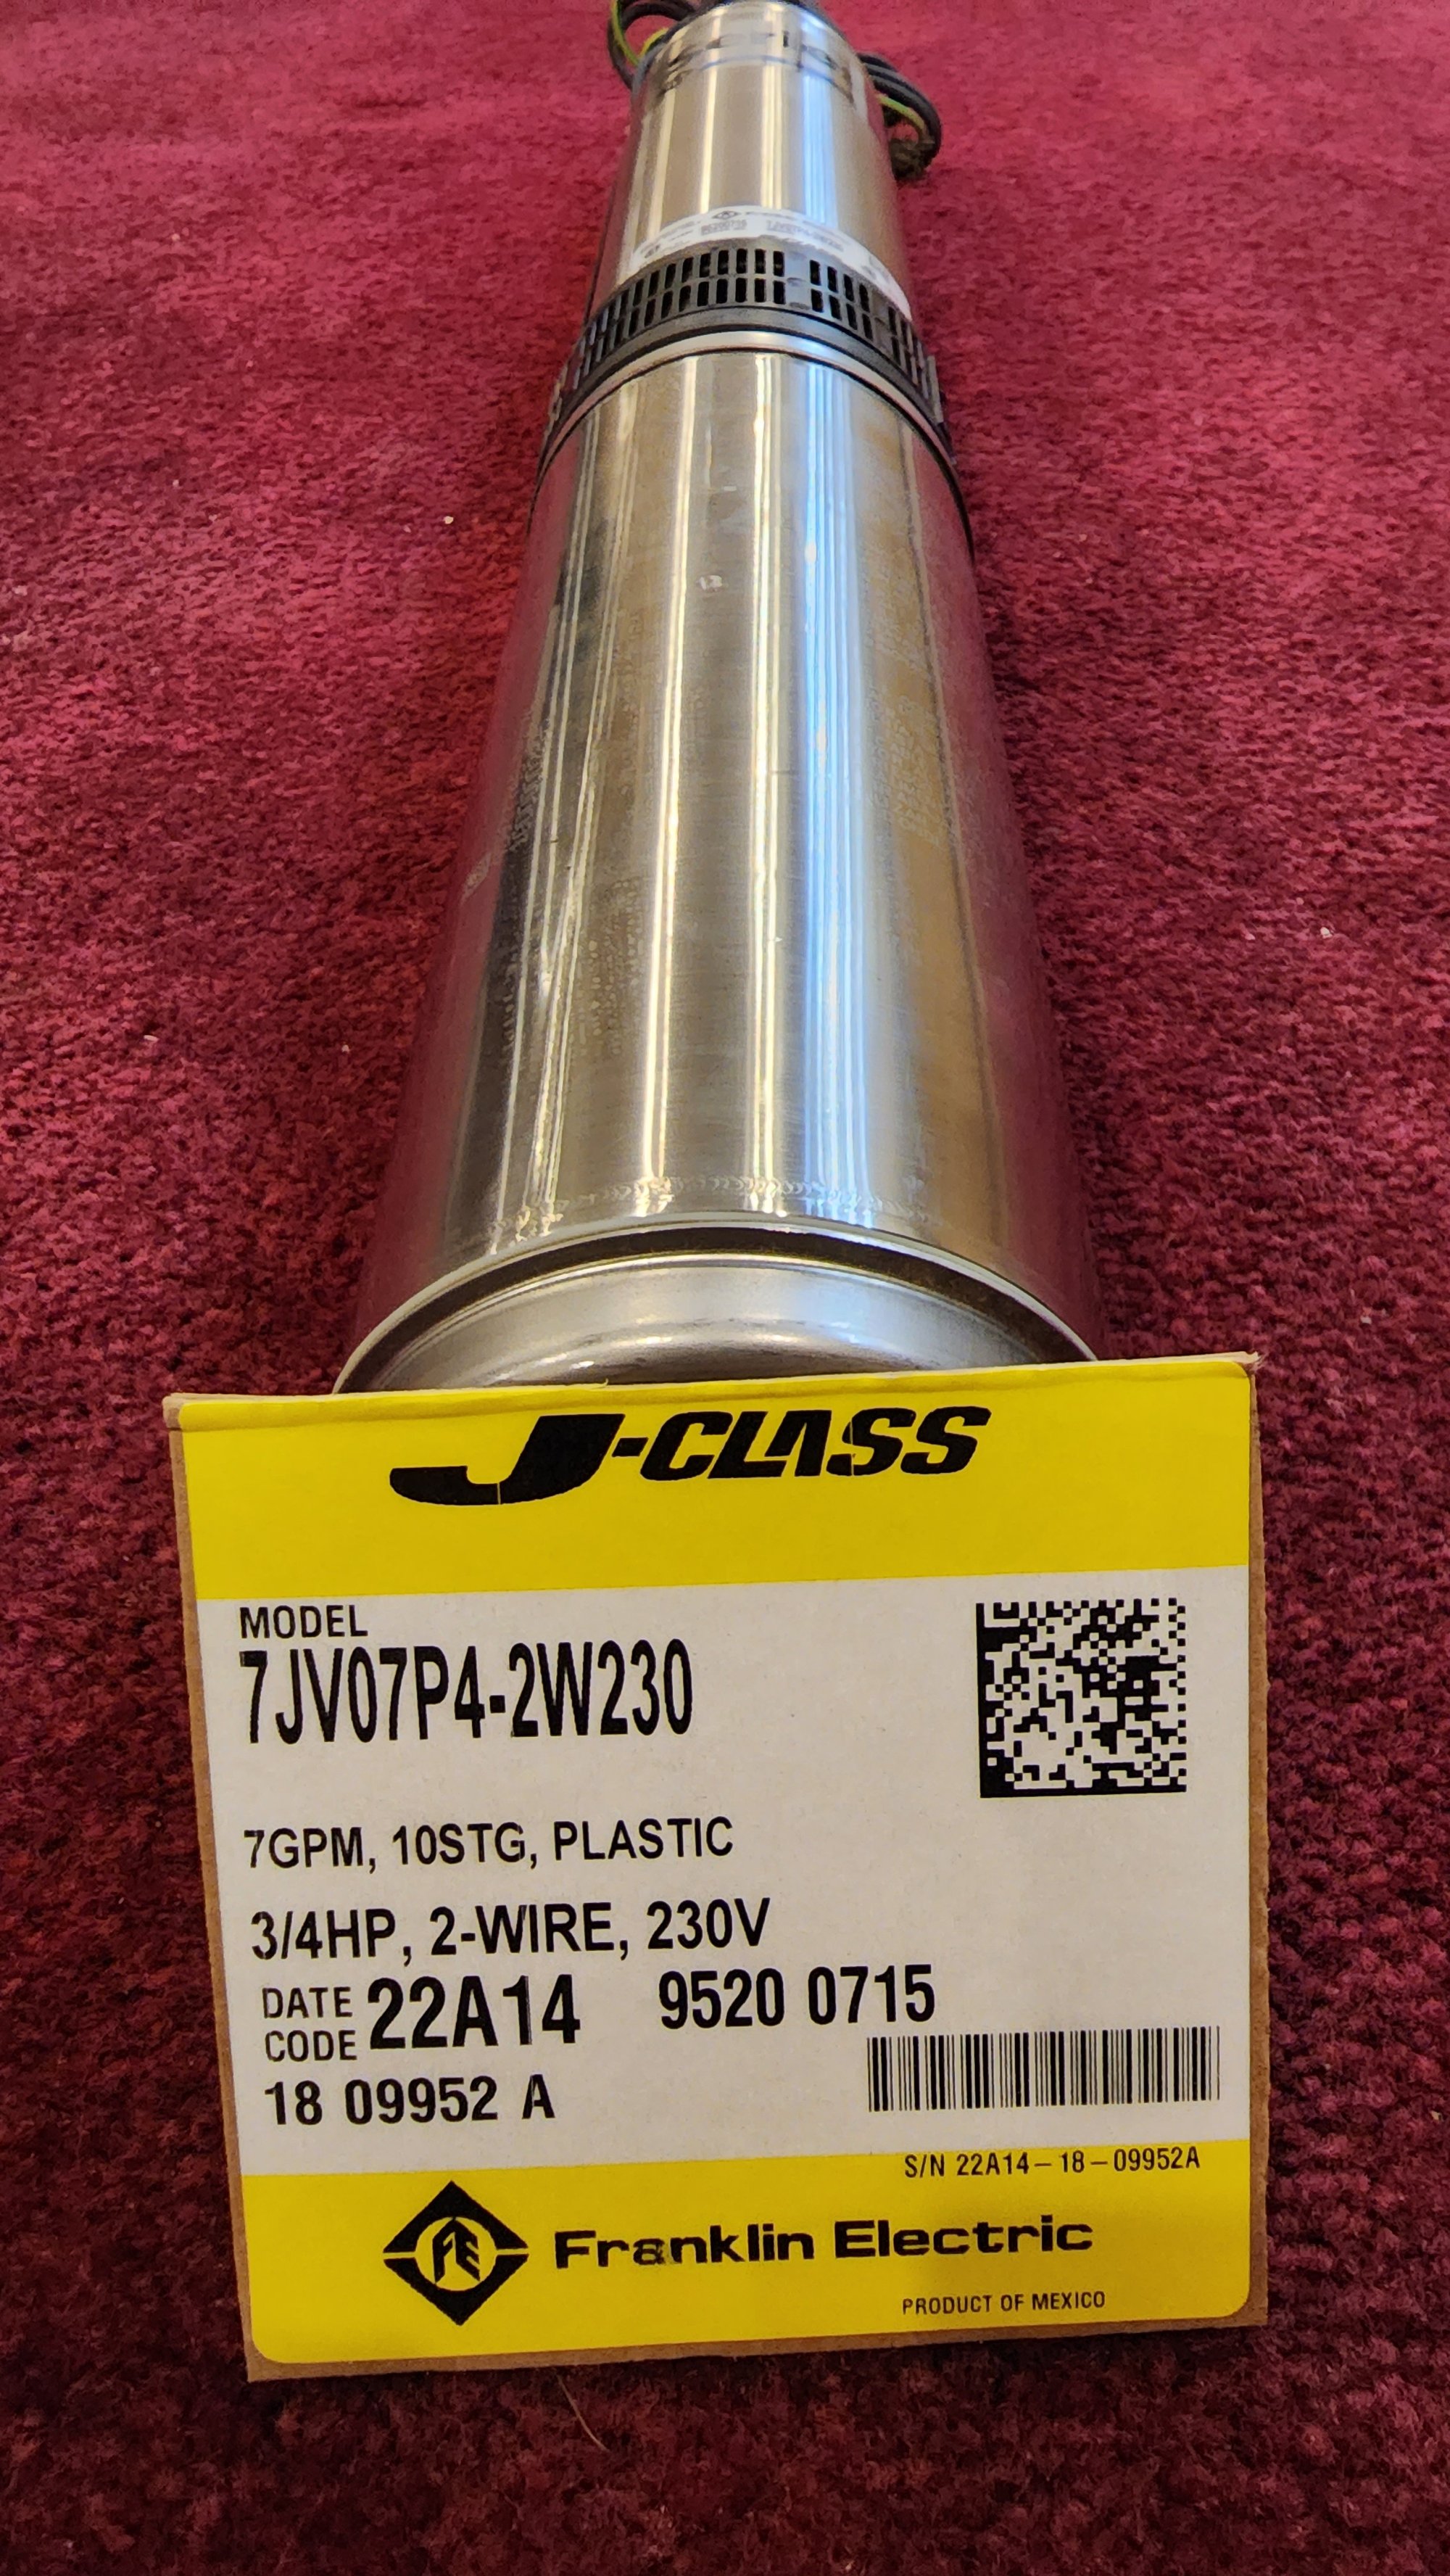 J-CLASS
MODEL
7JV07P4-2W230
7GPM, 10STG, PLASTIC
3/4HP, 2-WIRE, 230V
DATE CODE 22A14 9520 0715
18 09952 A
S/N 22A14-18-09952A
FE Franklin Electric
PRODUCT OF MEXICO